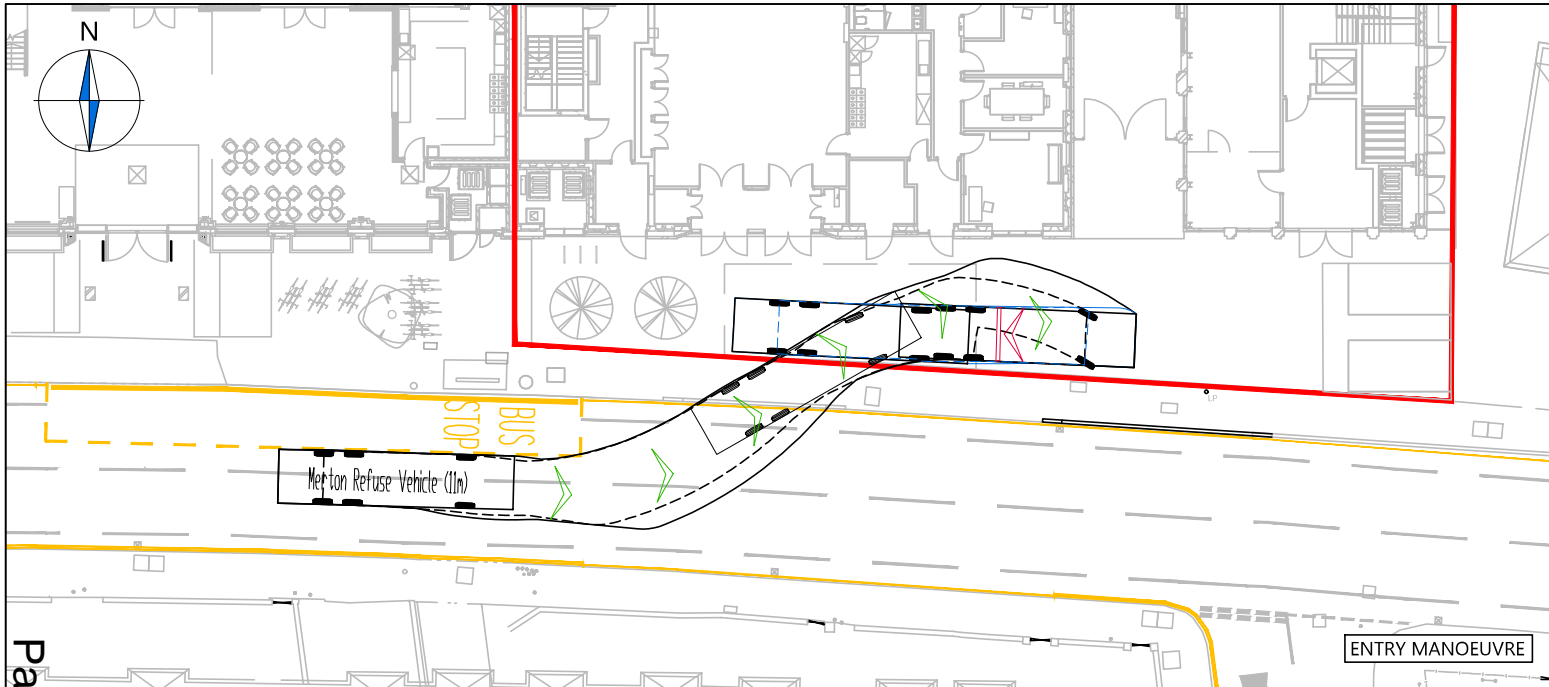 N
BUS
STOP
Merton Refuse Vehicle (11m)
LP
ENTRY MANOEUVRE
Pa